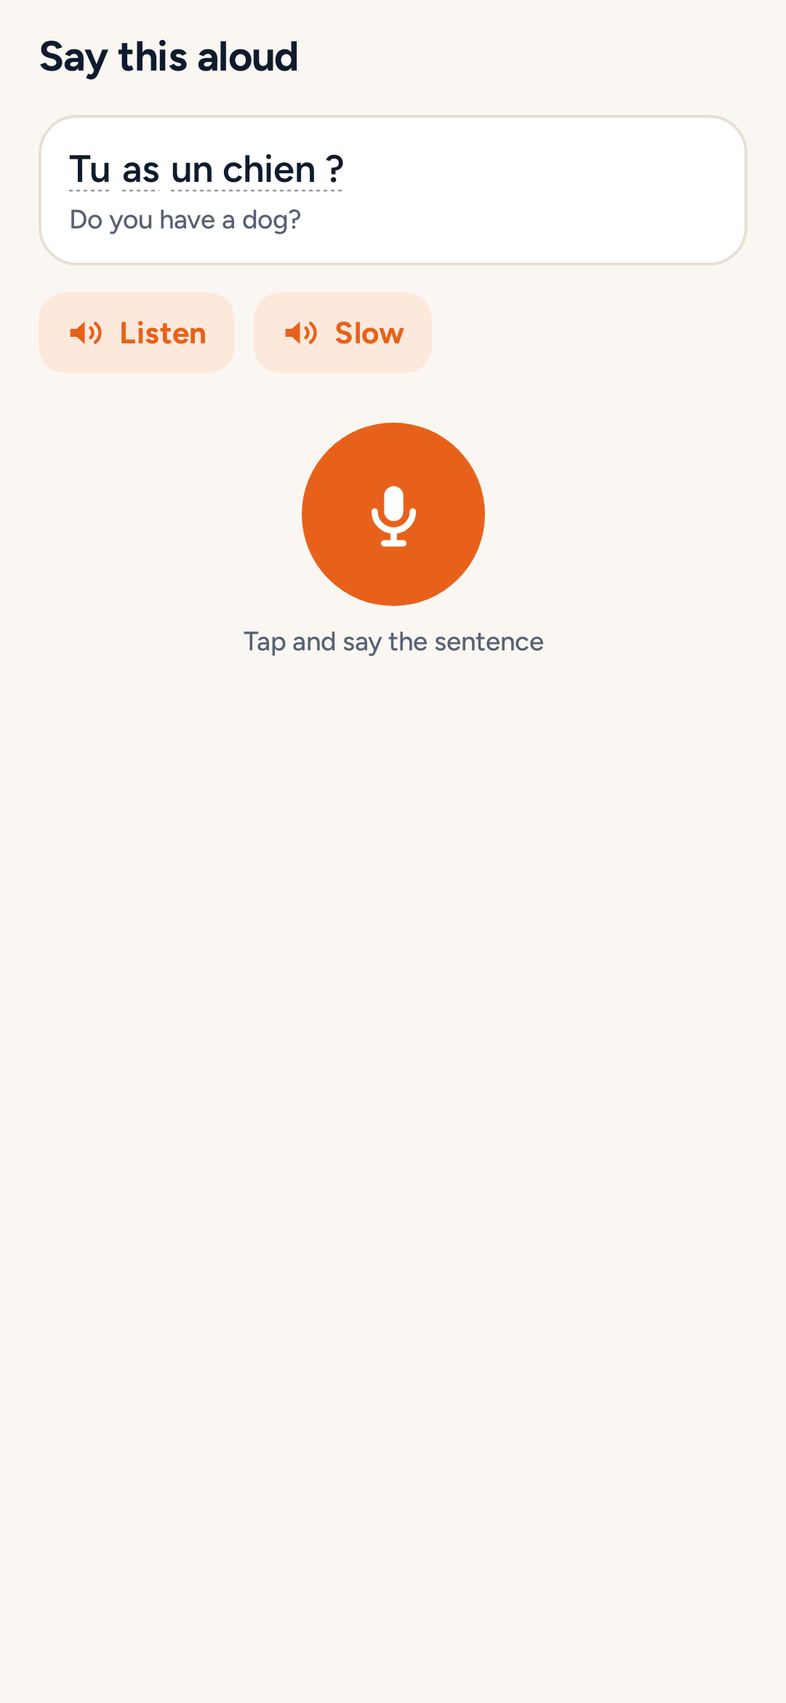 Say this aloud
Tu as un chien ?
Do you have a dog?
Listen
Slow
Tap and say the sentence